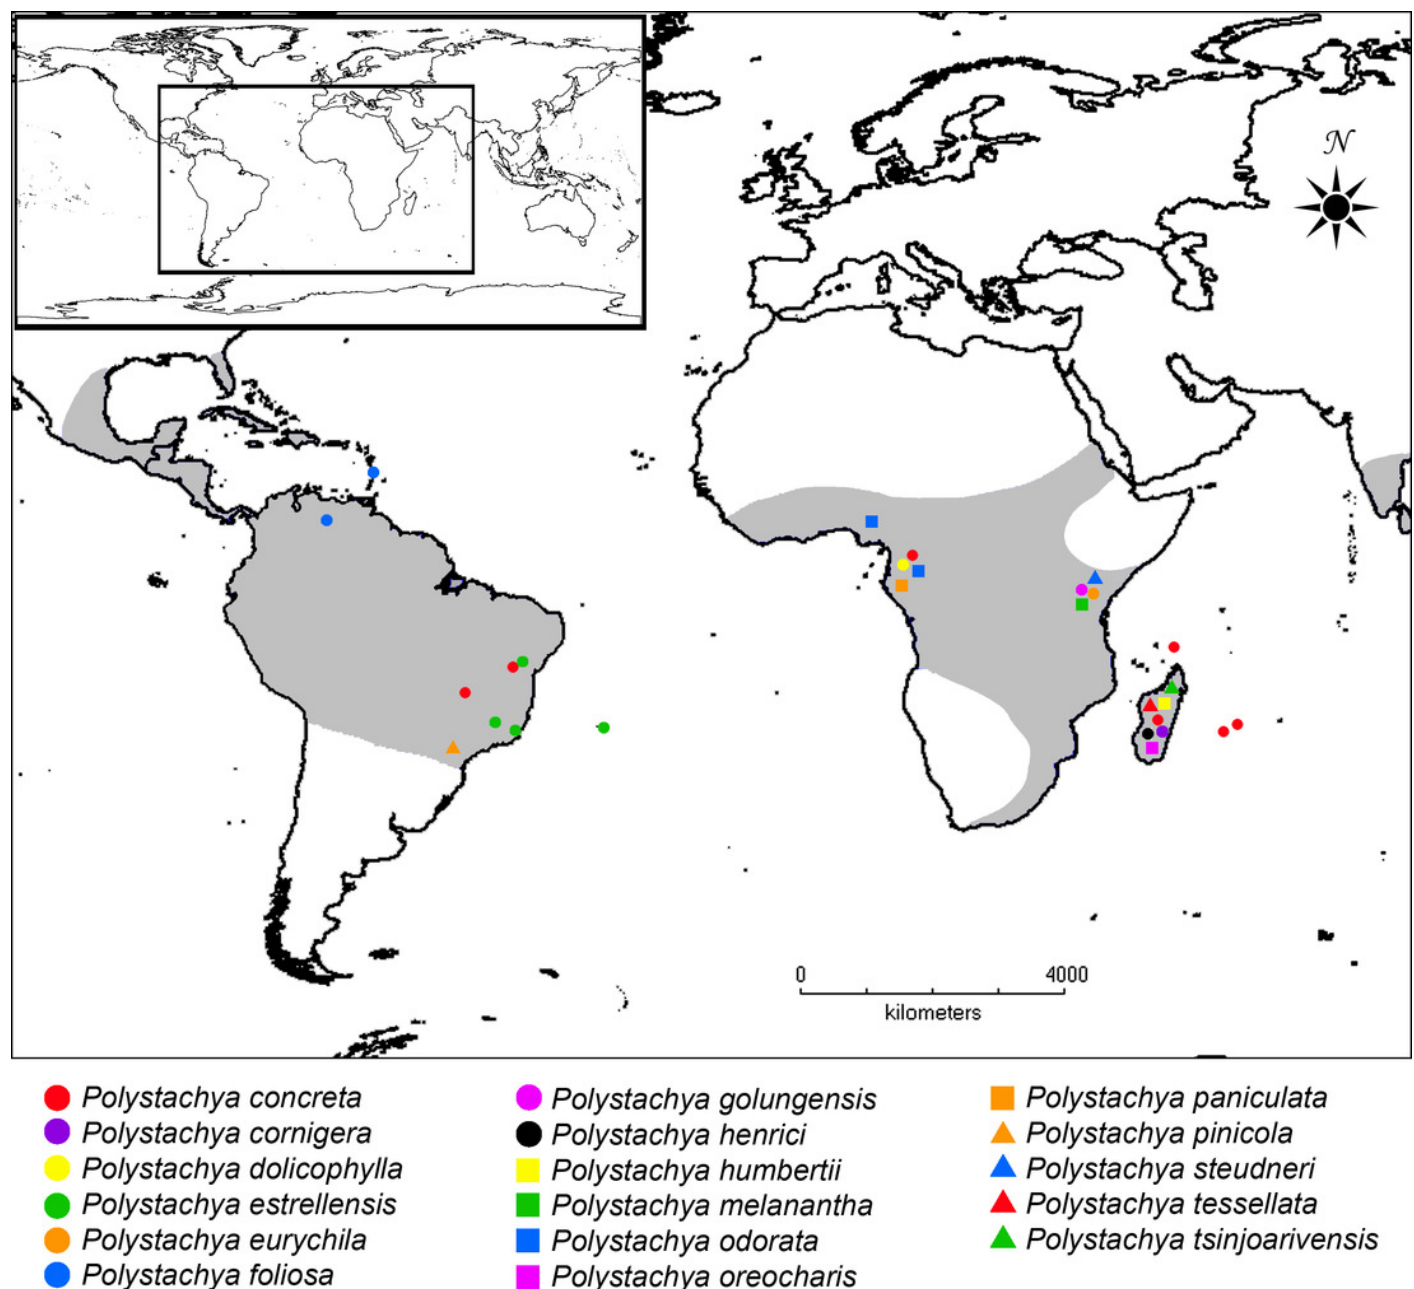 N
0 4000
kilometers
Polystachya concreta
Polystachya cornigera
Polystachya dolicophylla
Polystachya estrellensis
Polystachya eurychila
Polystachya foliosa
Polystachya golungensis
Polystachya henrici
Polystachya humbertii
Polystachya melanantha
Polystachya odorata
Polystachya oreocharis
Polystachya paniculata
Polystachya pinicola
Polystachya steudneri
Polystachya tessellata
Polystachya tsinjoarivensis